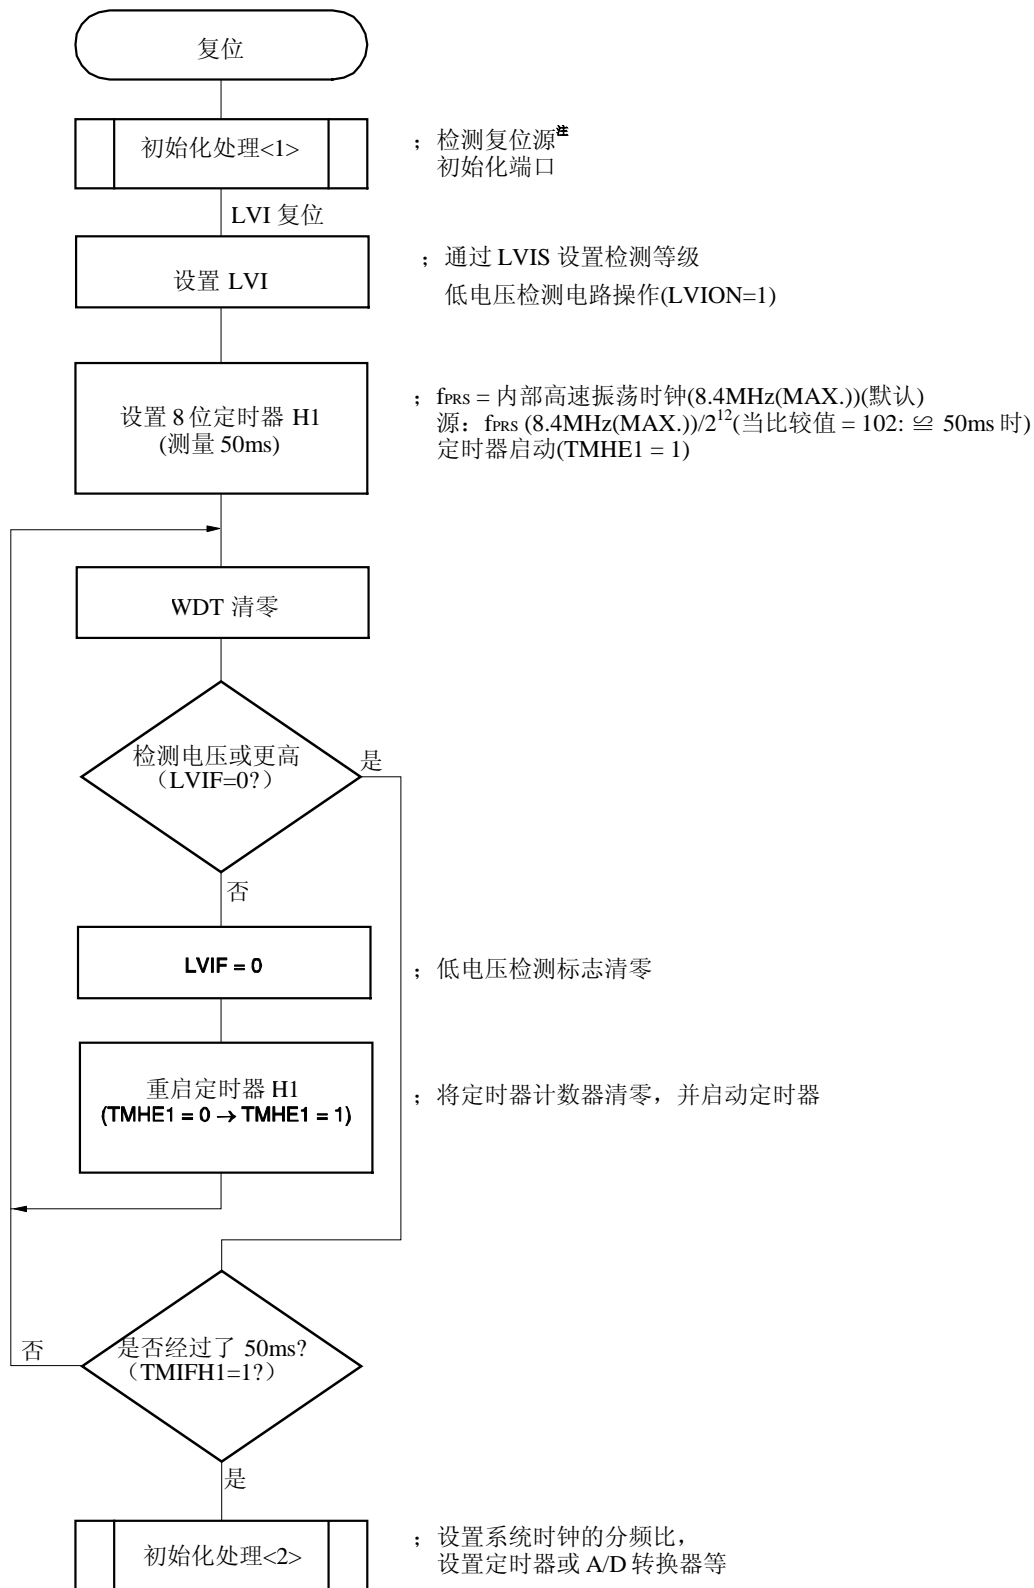 复位
初始化处理<1>
；检测复位源注
初始化端口
LVI 复位
设置 LVI
；通过 LVIS 设置检测等级
低电压检测电路操作(LVION=1)
设置 8 位定时器 H1
(测量 50ms)
；fPRS = 内部高速振荡时钟(8.4MHz(MAX.))(默认)
源：fPRS (8.4MHz(MAX.))/2¹²(当比较值 = 102: ≌ 50ms 时)
定时器启动(TMHE1 = 1)
WDT 清零
检测电压或更高
（LVIF=0?）
是
否
LVIF = 0
；低电压检测标志清零
重启定时器 H1
(TMHE1 = 0 → TMHE1 = 1)
；将定时器计数器清零，并启动定时器
是否经过了 50ms?
（TMIFH1=1?）
否
是
初始化处理<2>
；设置系统时钟的分频比，
设置定时器或 A/D 转换器等